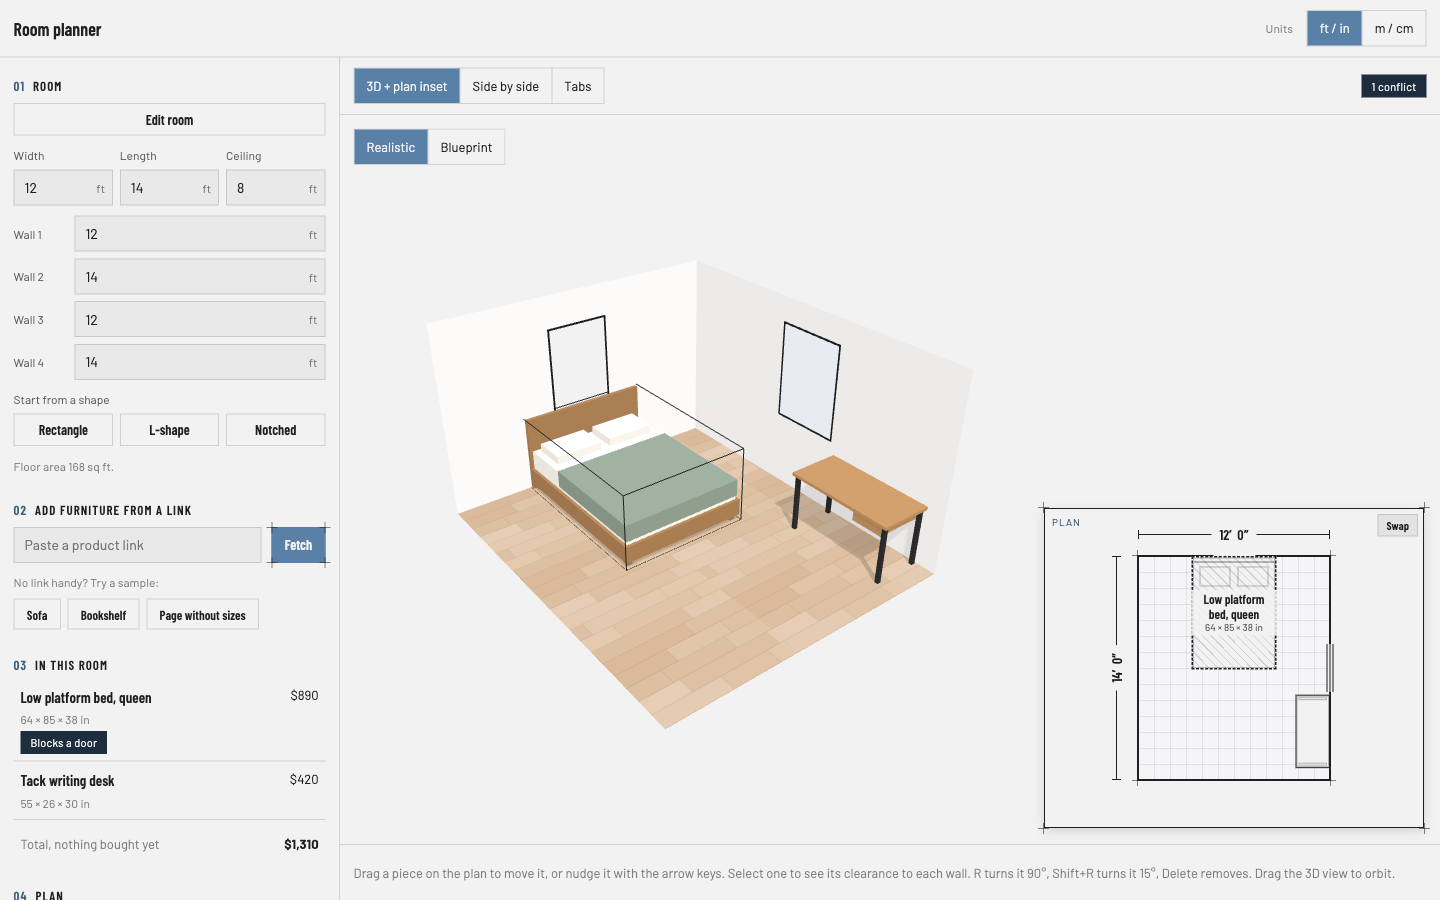 Room planner
Units
ft / in
m / cm
01 ROOM
Edit room
Width
Length
Ceiling
12 ft
14 ft
8 ft
Wall 1
12 ft
Wall 2
14 ft
Wall 3
12 ft
Wall 4
14 ft
Start from a shape
Rectangle
L-shape
Notched
Floor area 168 sq ft.
02 ADD FURNITURE FROM A LINK
Paste a product link
Fetch
No link handy? Try a sample:
Sofa
Bookshelf
Page without sizes
03 IN THIS ROOM
Low platform bed, queen
$890
64 × 85 × 38 in
Blocks a door
Tack writing desk
$420
55 × 26 × 30 in
Total, nothing bought yet
$1,310
04 PLAN
3D + plan inset
Side by side
Tabs
1 conflict
Realistic
Blueprint
PLAN
Swap
12′ 0″
14′ 0″
Low platform
bed, queen
64 × 85 × 38 in
Drag a piece on the plan to move it, or nudge it with the arrow keys. Select one to see its clearance to each wall. R turns it 90°, Shift+R turns it 15°, Delete removes. Drag the 3D view to orbit.